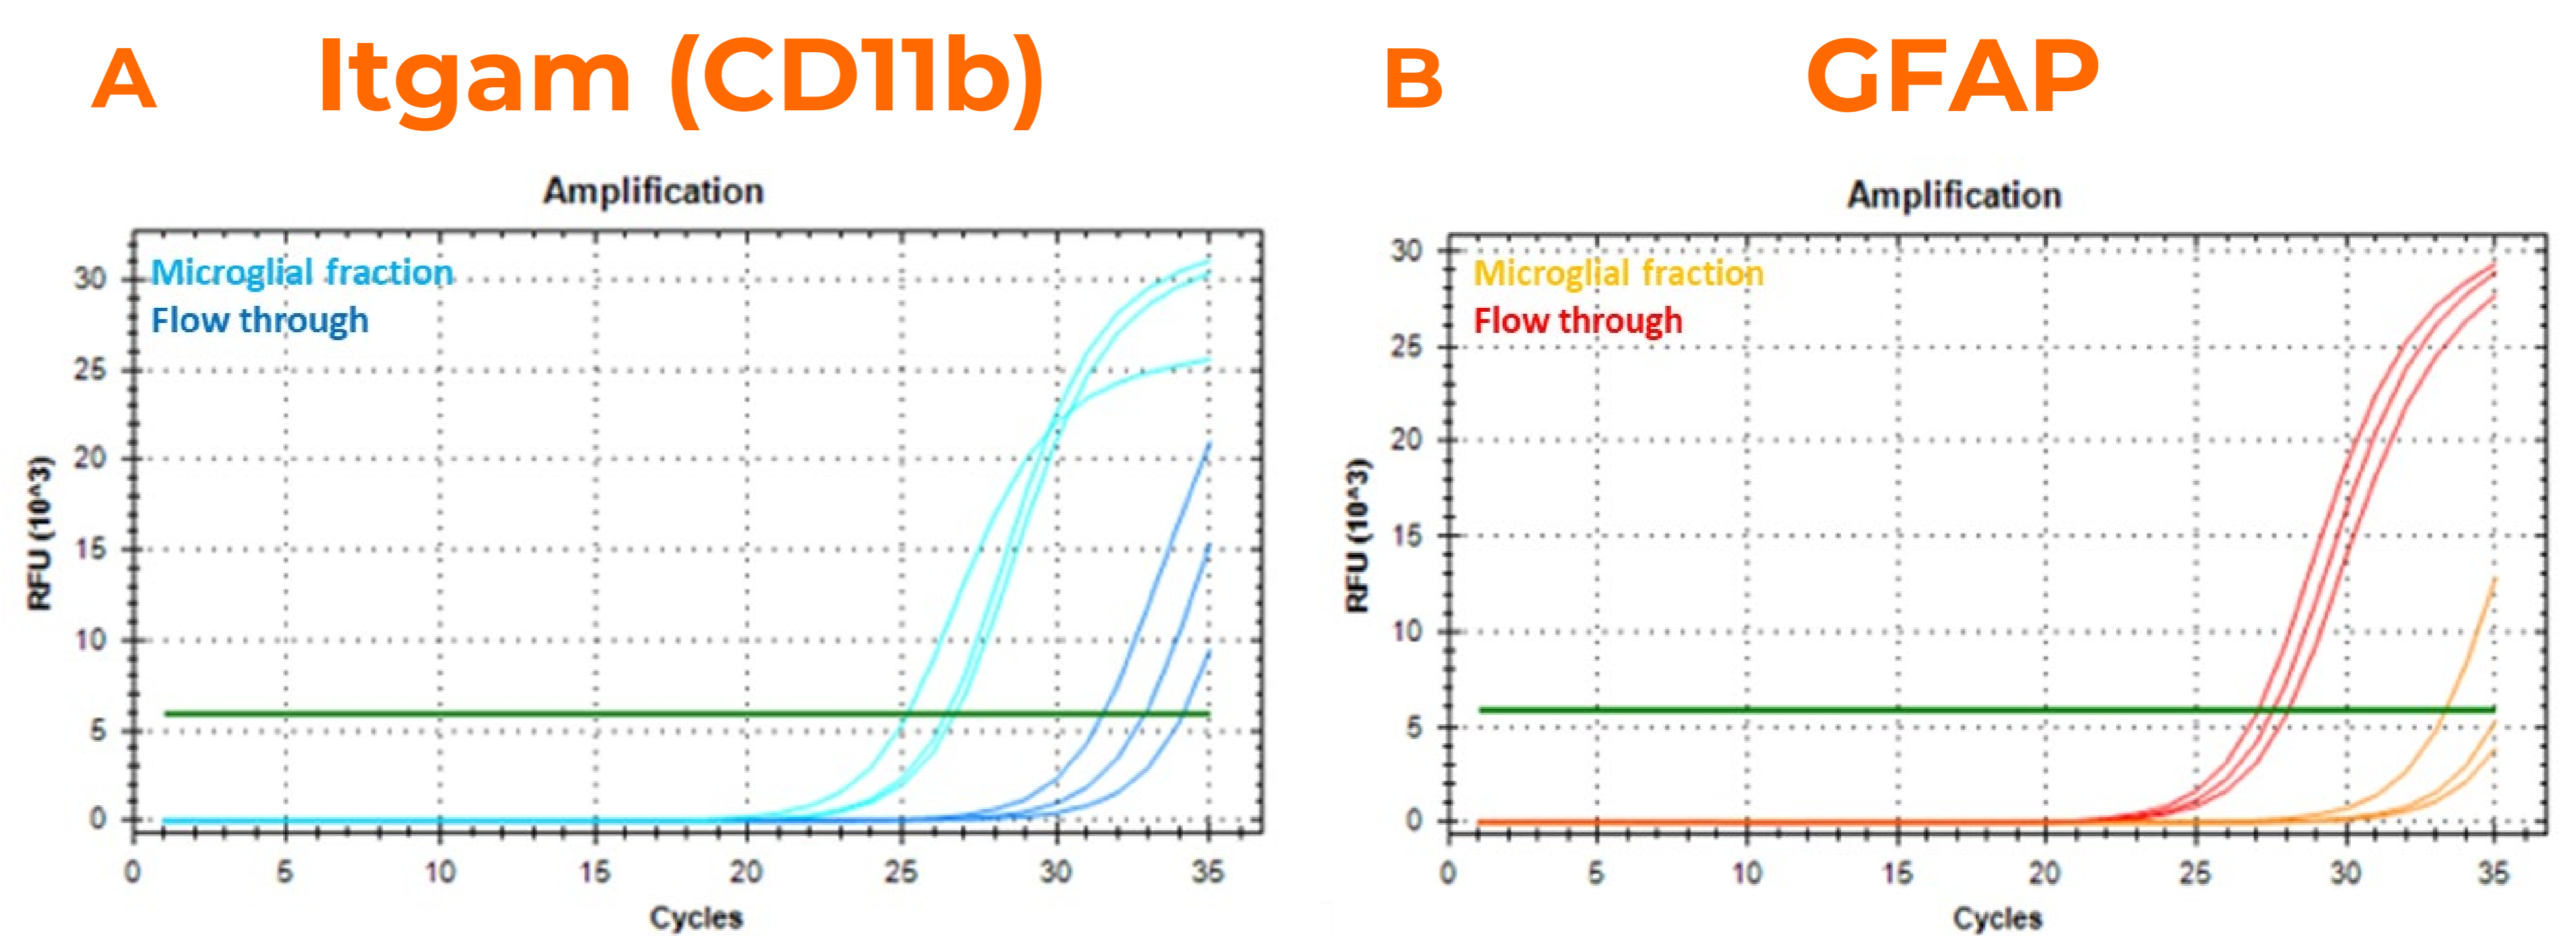 A Itgam (CD11b)
Amplification
Microglial fraction
Flow through
RFU (10^3)
30
25
20
15
10
5
0
0 5 10 15 20 25 30 35
Cycles
B GFAP
Amplification
Microglial fraction
Flow through
RFU (10^3)
30
25
20
15
10
5
0
0 5 10 15 20 25 30 35
Cycles